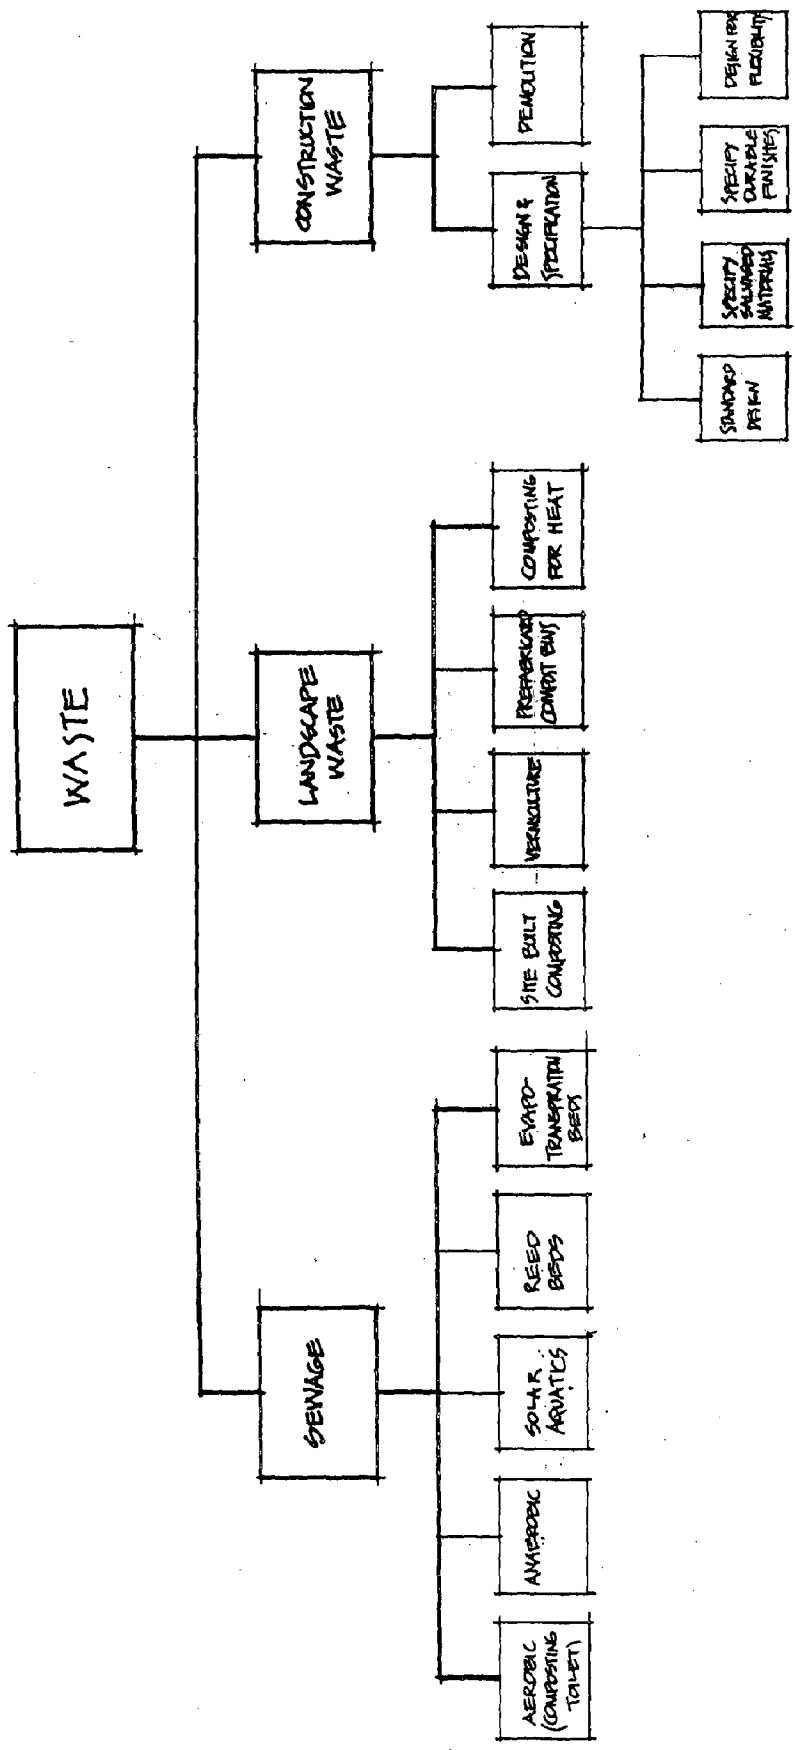 WASTE
SEWAGE
LANDSCAPE
WASTE
CONSTRUCTION
WASTE
AEROBIC
(COMPOSTING
TOILET)
ANAEROBIC
SOLAR
AQUATICS
REED
BEDS
EVAPO-
TRANSPIRATION
BEDS
SITE BUILT
COMPOSTING
VERMICULTURE
PREFABRICARD
COMPOST BINS
COMPOSTING
FOR HEAT
DESIGN &
SPECIFICATION
DEMOLITION
STANDARD
DESIGN
SPECIFY
SALVAGED
MATERIALS
SPECIFY
DURABLE
FINISHES
DESIGN FOR
FLEXIBILITY